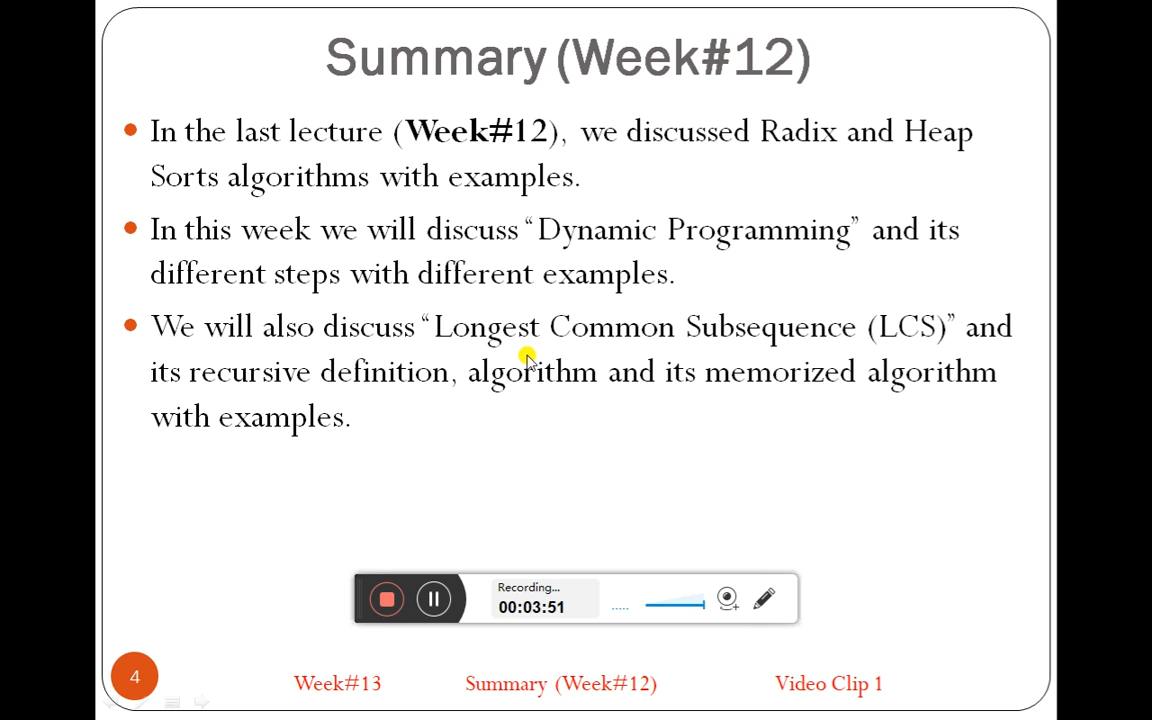 Summary (Week#12)
In the last lecture (Week#12), we discussed Radix and Heap
Sorts algorithms with examples.
In this week we will discuss “Dynamic Programming” and its
different steps with different examples.
We will also discuss “Longest Common Subsequence (LCS)” and
its recursive definition, algorithm and its memorized algorithm
with examples.
Recording...
00:03:51
4
Week#13 Summary (Week#12) Video Clip 1